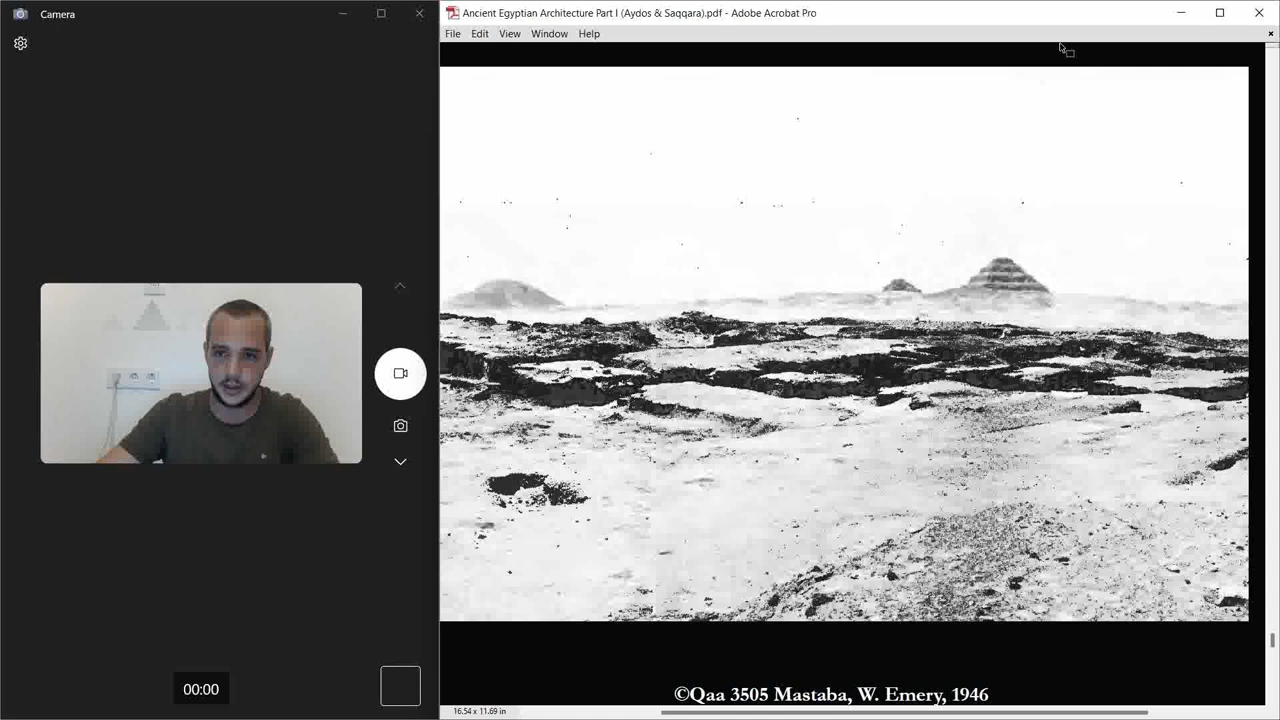 Camera
Ancient Egyptian Architecture Part I (Aydos & Saqqara).pdf - Adobe Acrobat Pro
File Edit View Window Help
00:00
©Qaa 3505 Mastaba, W. Emery, 1946
16.54 x 11.69 in